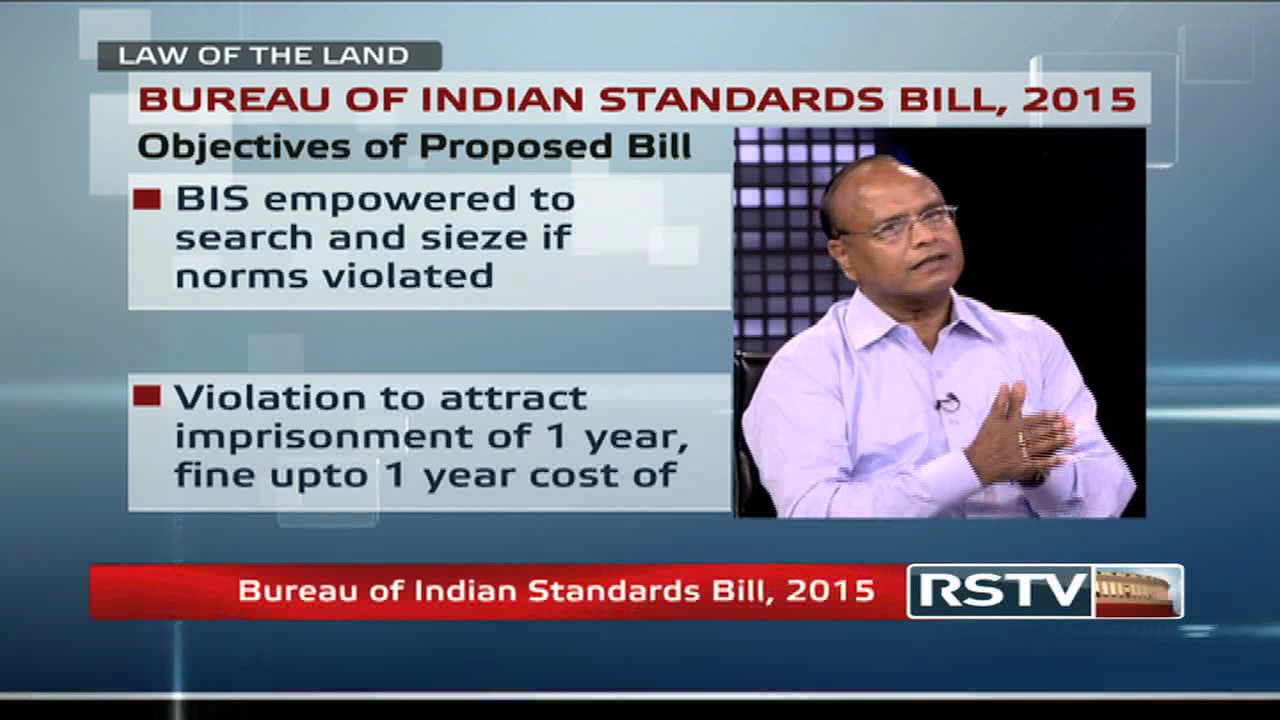 LAW OF THE LAND
BUREAU OF INDIAN STANDARDS BILL, 2015
Objectives of Proposed Bill
BIS empowered to
search and sieze if
norms violated
Violation to attract
imprisonment of 1 year,
fine upto 1 year cost of
Bureau of Indian Standards Bill, 2015
RSTV